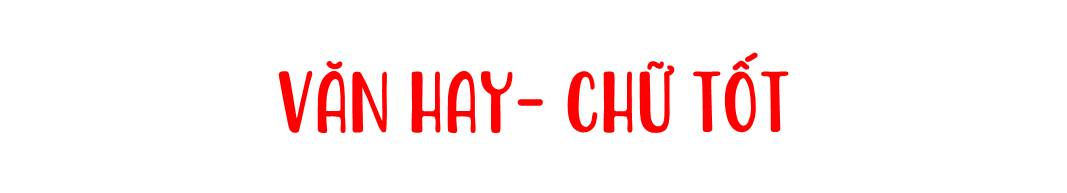 VĂN HAY- CHỮ TỐT